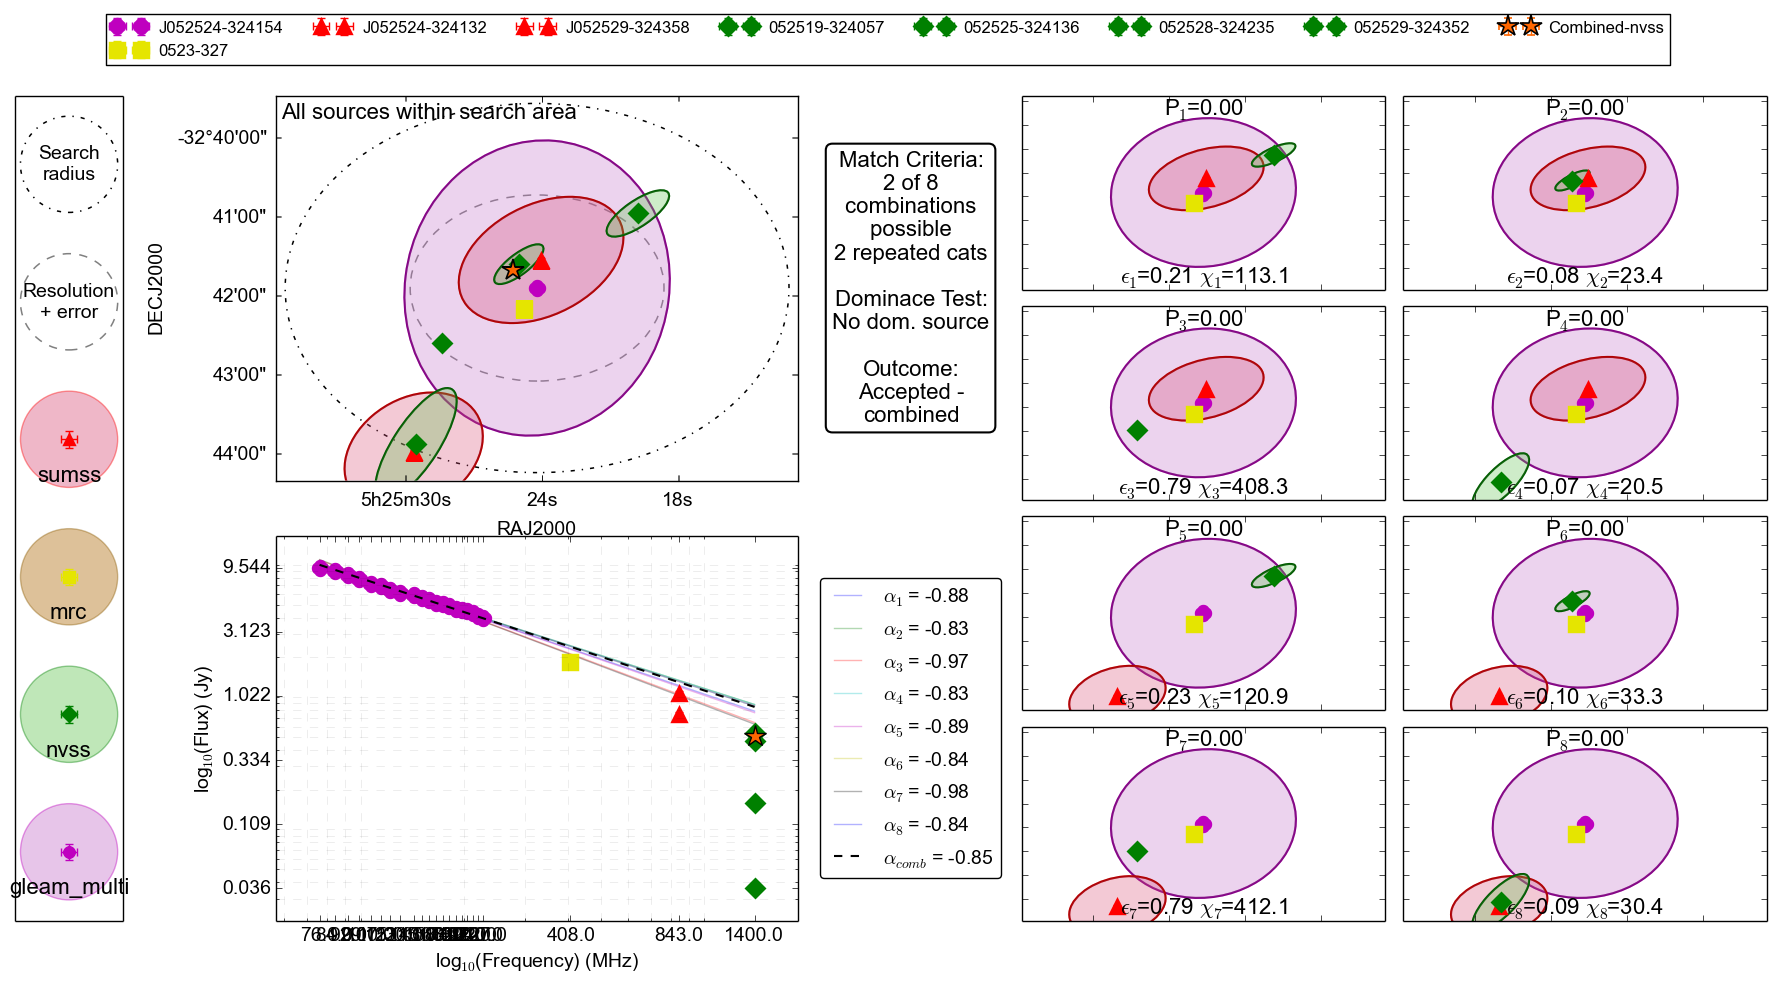 J052524-324154 J052524-324132 J052529-324358 052519-324057 052525-324136 052528-324235 052529-324352 Combined-nvss
0523-327
Search
radius
Resolution
+ error
sumss
mrc
nvss
gleam_multi
All sources within search area
DECJ2000
-32°40'00"
41'00"
42'00"
43'00"
44'00"
5h25m30s 24s 18s
RAJ2000
Match Criteria:
2 of 8
combinations
possible
2 repeated cats
Dominace Test:
No dom. source
Outcome:
Accepted -
combined
log₁₀(Flux) (Jy)
9.544
3.123
1.022
0.334
0.109
0.036
408.0 843.0 1400.0
log₁₀(Frequency) (MHz)
α₁ = -0.88
α₂ = -0.83
α₃ = -0.97
α₄ = -0.83
α₅ = -0.89
α₆ = -0.84
α₇ = -0.98
α₈ = -0.84
α_comb = -0.85
P₁=0.00
ϵ₁=0.21 χ₁=113.1
P₂=0.00
ϵ₂=0.08 χ₂=23.4
P₃=0.00
ϵ₃=0.79 χ₃=408.3
P₄=0.00
ϵ₄=0.07 χ₄=20.5
P₅=0.00
ϵ₅=0.23 χ₅=120.9
P₆=0.00
ϵ₆=0.10 χ₆=33.3
P₇=0.00
ϵ₇=0.79 χ₇=412.1
P₈=0.00
ϵ₈=0.09 χ₈=30.4